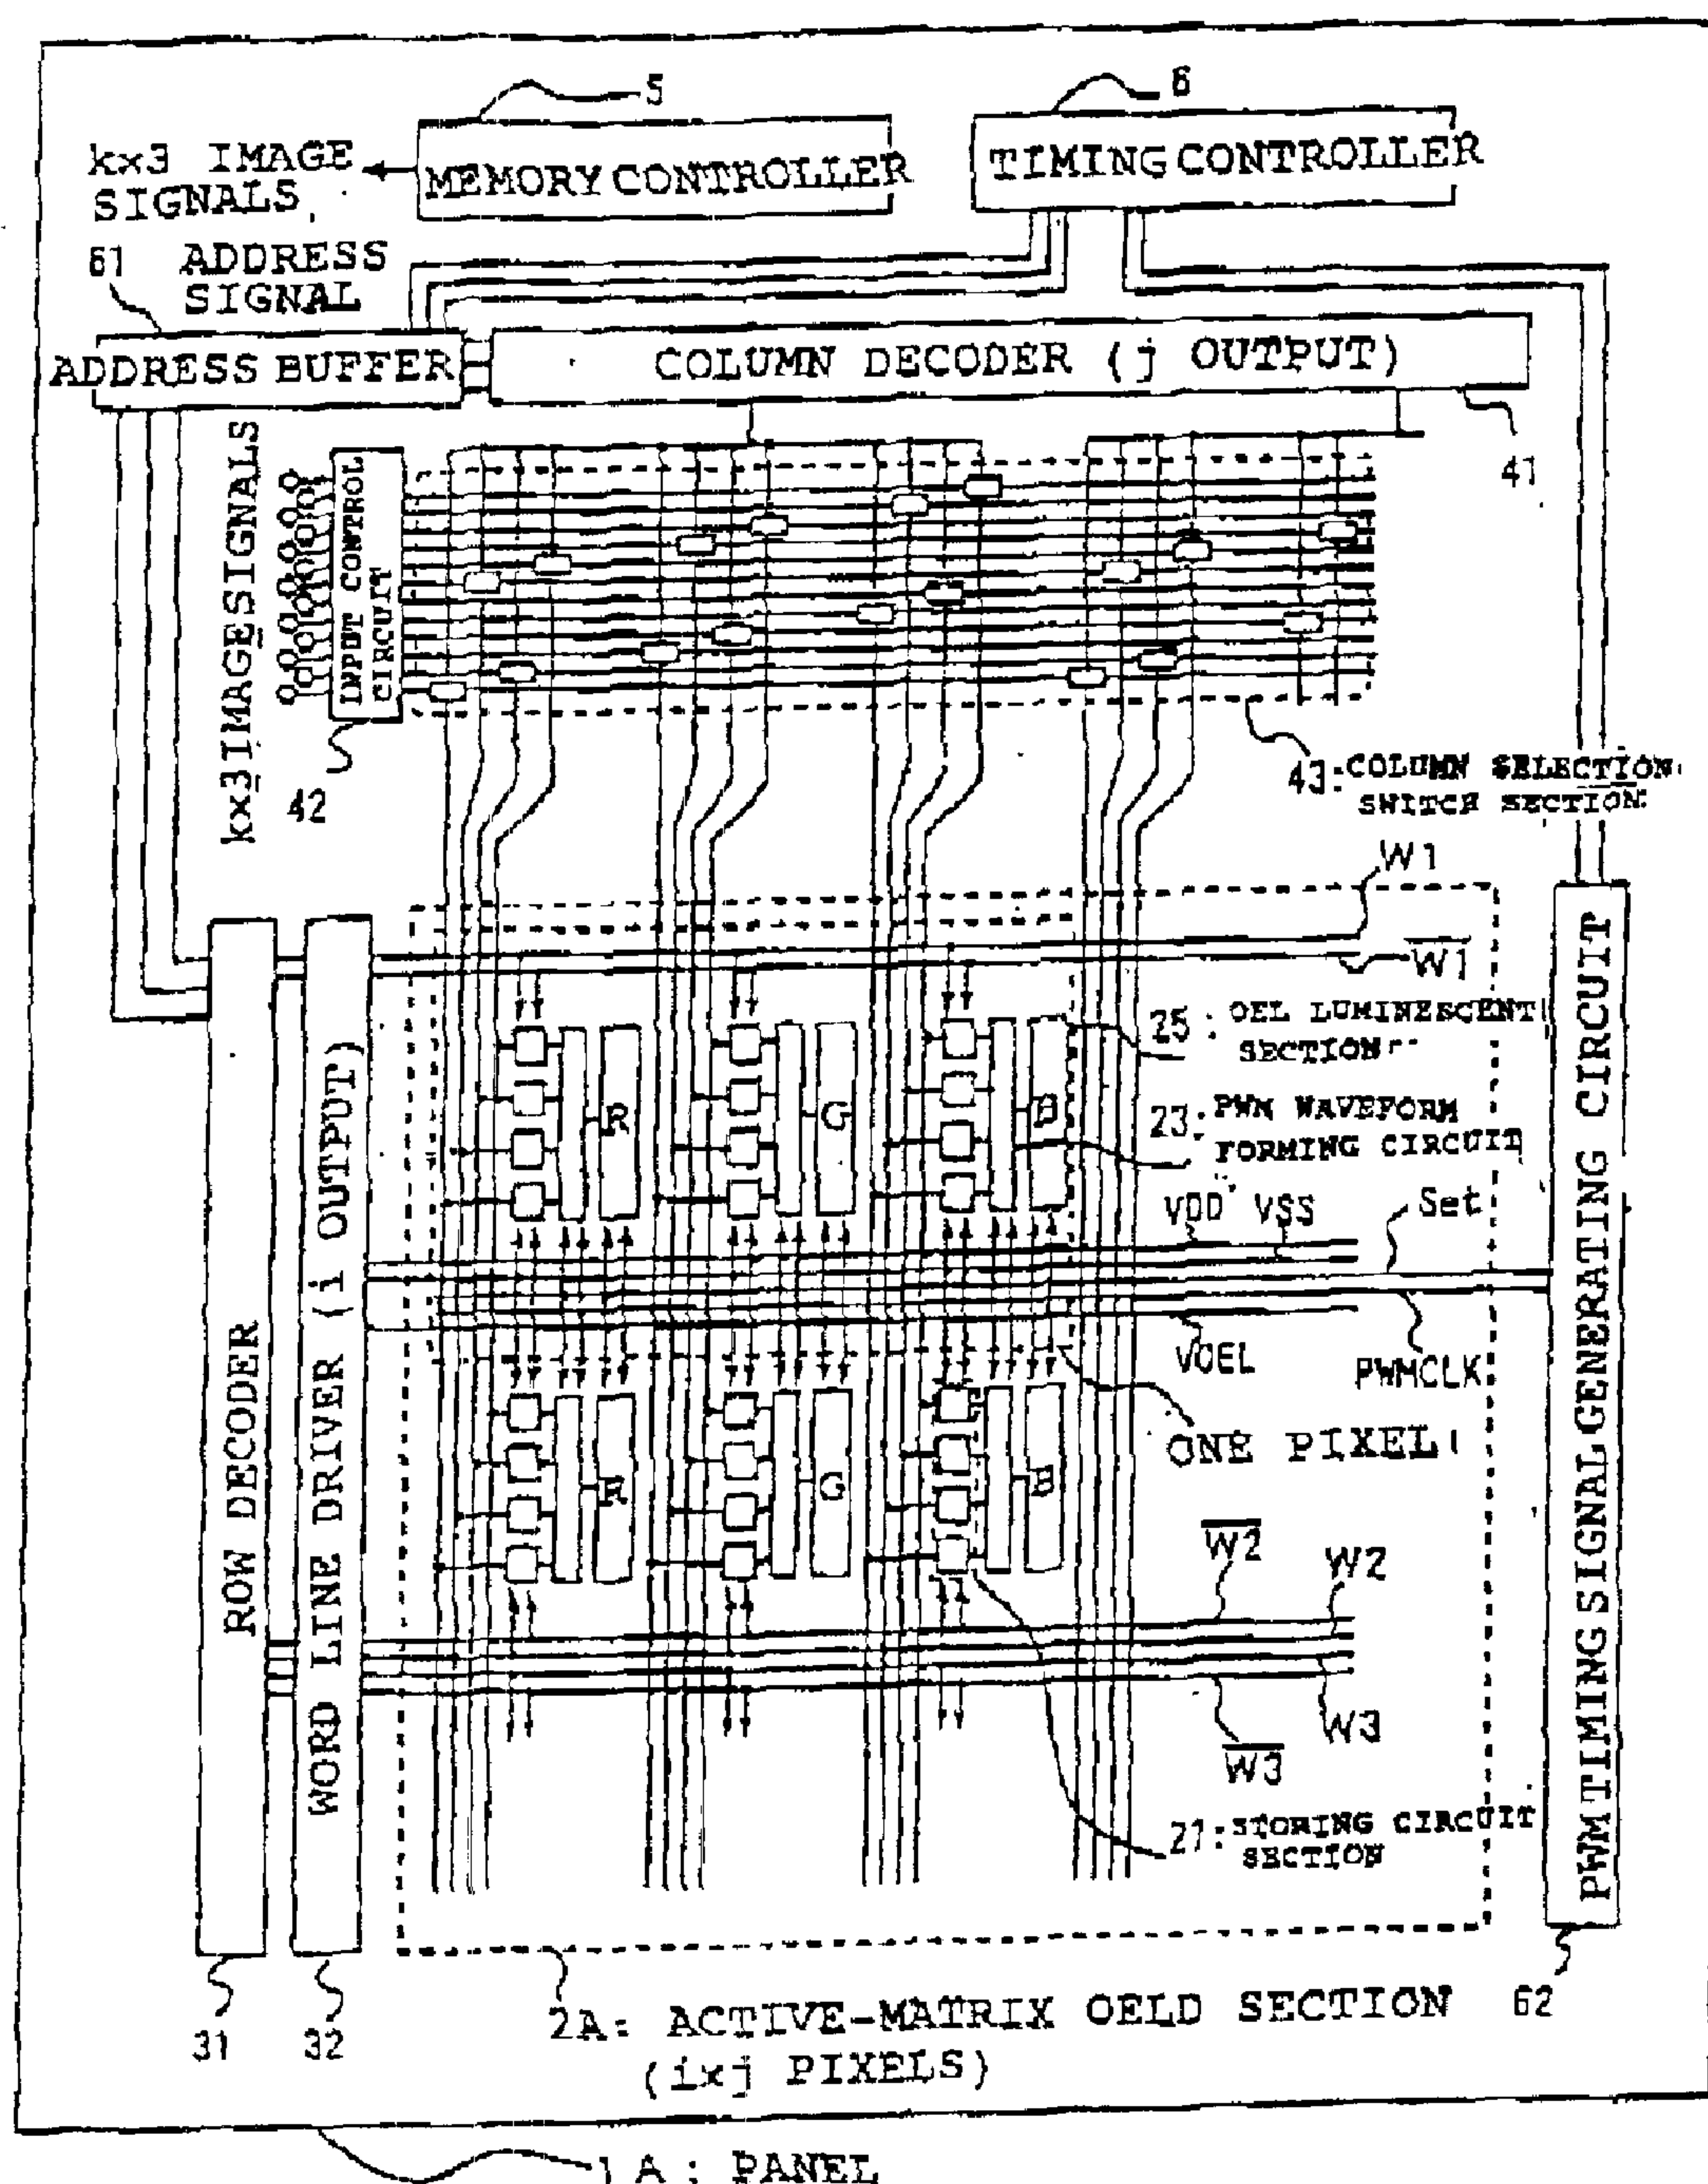 5
6
kx3 IMAGE
SIGNALS
MEMORY CONTROLLER
TIMING CONTROLLER
61
ADDRESS
SIGNAL
ADDRESS BUFFER
COLUMN DECODER (j OUTPUT)
41
kx3 IMAGE SIGNALS
INPUT CONTROL
CIRCUIT
42
43: COLUMN SELECTION
SWITCH SECTION
W1
W1
25: OEL LUMINESCENT
SECTION
R
G
B
23: PWM WAVEFORM
FORMING CIRCUIT
VDD
VSS
Set
VOEL
PWMCLK
ONE PIXEL
R
G
B
W2
W2
W3
W3
21: STORING CIRCUIT
SECTION
ROW DECODER
WORD LINE DRIVER (i OUTPUT)
PWM TIMING SIGNAL GENERATING CIRCUIT
31
32
2A: ACTIVE-MATRIX OELD SECTION
(ixj PIXELS)
62
1A: PANEL